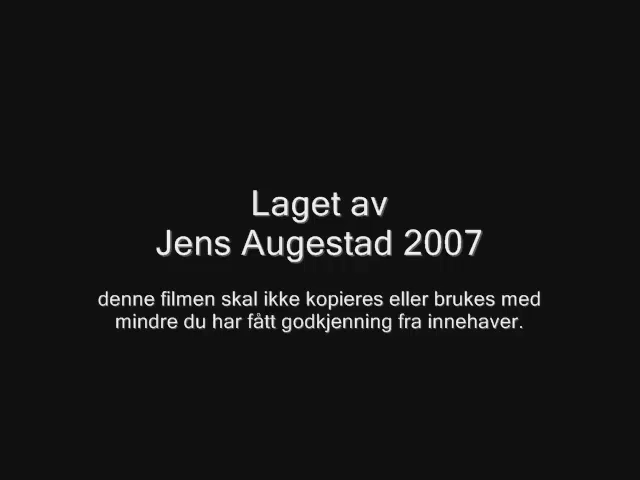 Laget av
Jens Augestad 2007
denne filmen skal ikke kopieres eller brukes med
mindre du har fått godkjenning fra innehaver.